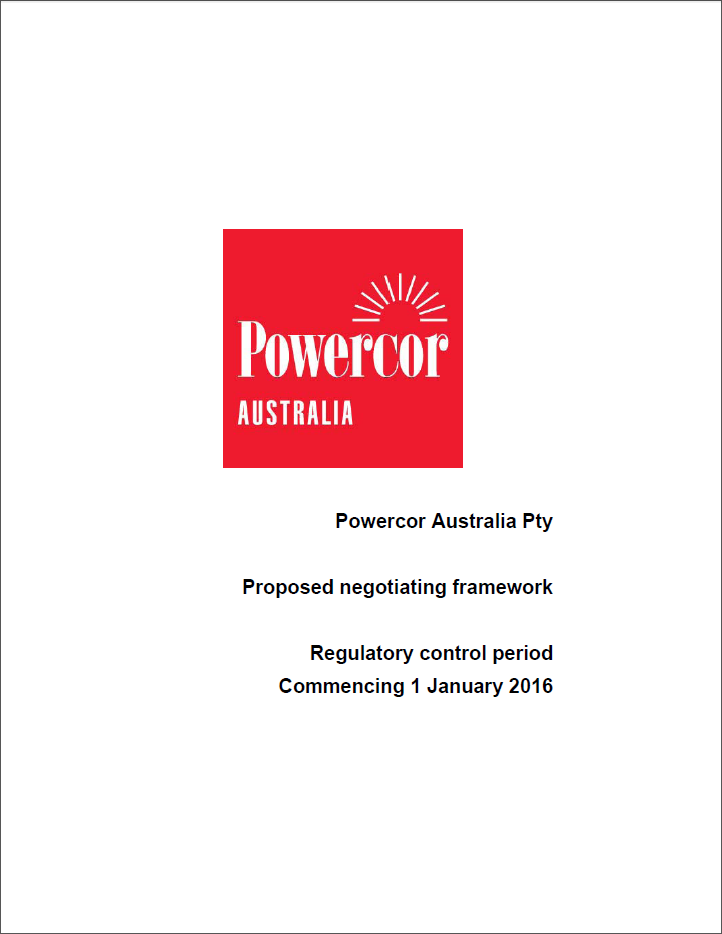 Powercor
AUSTRALIA
Powercor Australia Pty
Proposed negotiating framework
Regulatory control period
Commencing 1 January 2016